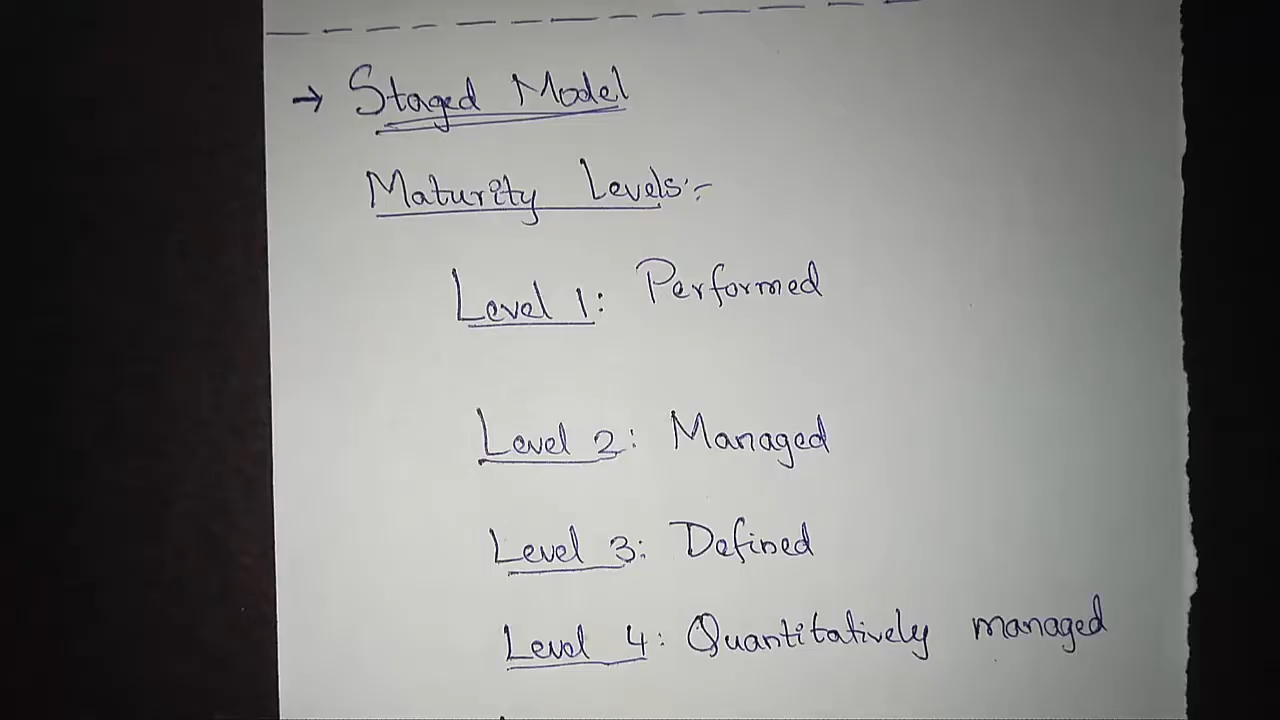 → Staged Model
Maturity Levels:-
Level 1: Performed
Level 2: Managed
Level 3: Defined
Level 4: Quantitatively managed